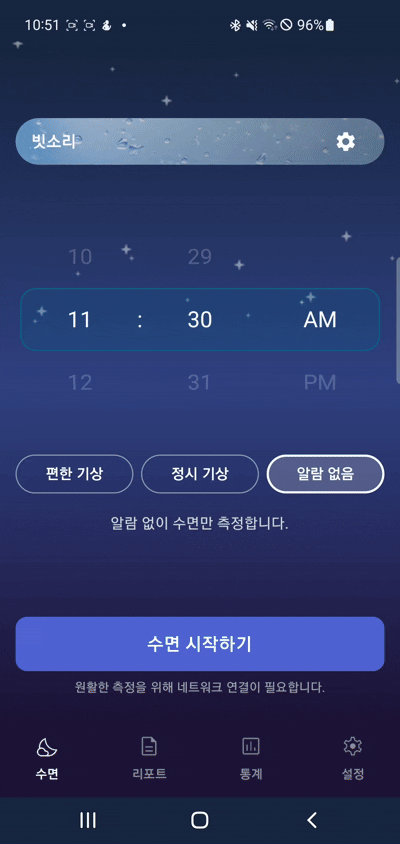 10:51 96%
빗소리
10 29
11 : 30 AM
12 31 PM
편한 기상 정시 기상 알람 없음
알람 없이 수면만 측정합니다.
수면 시작하기
원활한 측정을 위해 네트워크 연결이 필요합니다.
수면 리포트 통계 설정